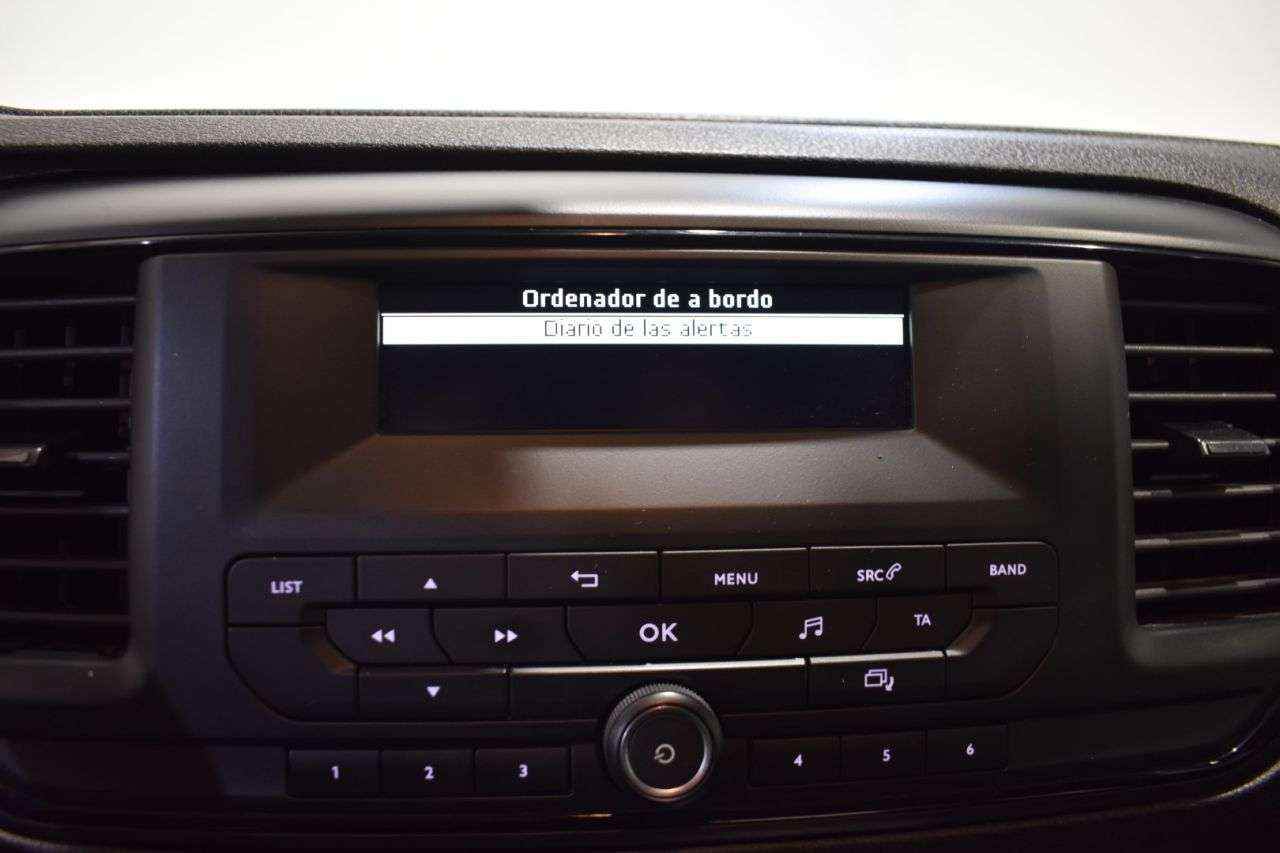 Ordenador de a bordo
Diario de las alertas
LIST
MENU
SRC
BAND
OK
TA
1
2
3
4
5
6